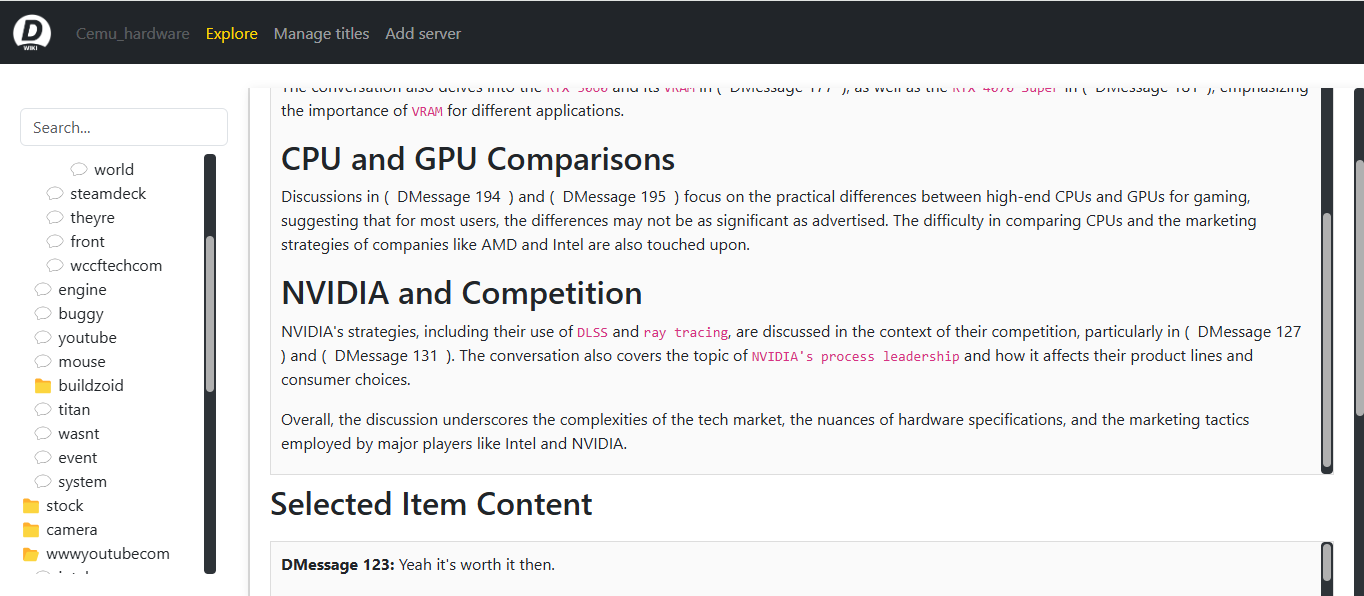 D
WIKI
Cemu_hardware Explore Manage titles Add server
Search...
world
steamdeck
theyre
front
wccftechcom
engine
buggy
youtube
mouse
buildzoid
titan
wasnt
event
system
stock
camera
wwwyoutubecom
the importance of VRAM for different applications.
CPU and GPU Comparisons
Discussions in ( DMessage 194 ) and ( DMessage 195 ) focus on the practical differences between high-end CPUs and GPUs for gaming,
suggesting that for most users, the differences may not be as significant as advertised. The difficulty in comparing CPUs and the marketing
strategies of companies like AMD and Intel are also touched upon.
NVIDIA and Competition
NVIDIA's strategies, including their use of DLSS and ray tracing, are discussed in the context of their competition, particularly in ( DMessage 127
) and ( DMessage 131 ). The conversation also covers the topic of NVIDIA's process leadership and how it affects their product lines and
consumer choices.
Overall, the discussion underscores the complexities of the tech market, the nuances of hardware specifications, and the marketing tactics
employed by major players like Intel and NVIDIA.
Selected Item Content
DMessage 123: Yeah it's worth it then.